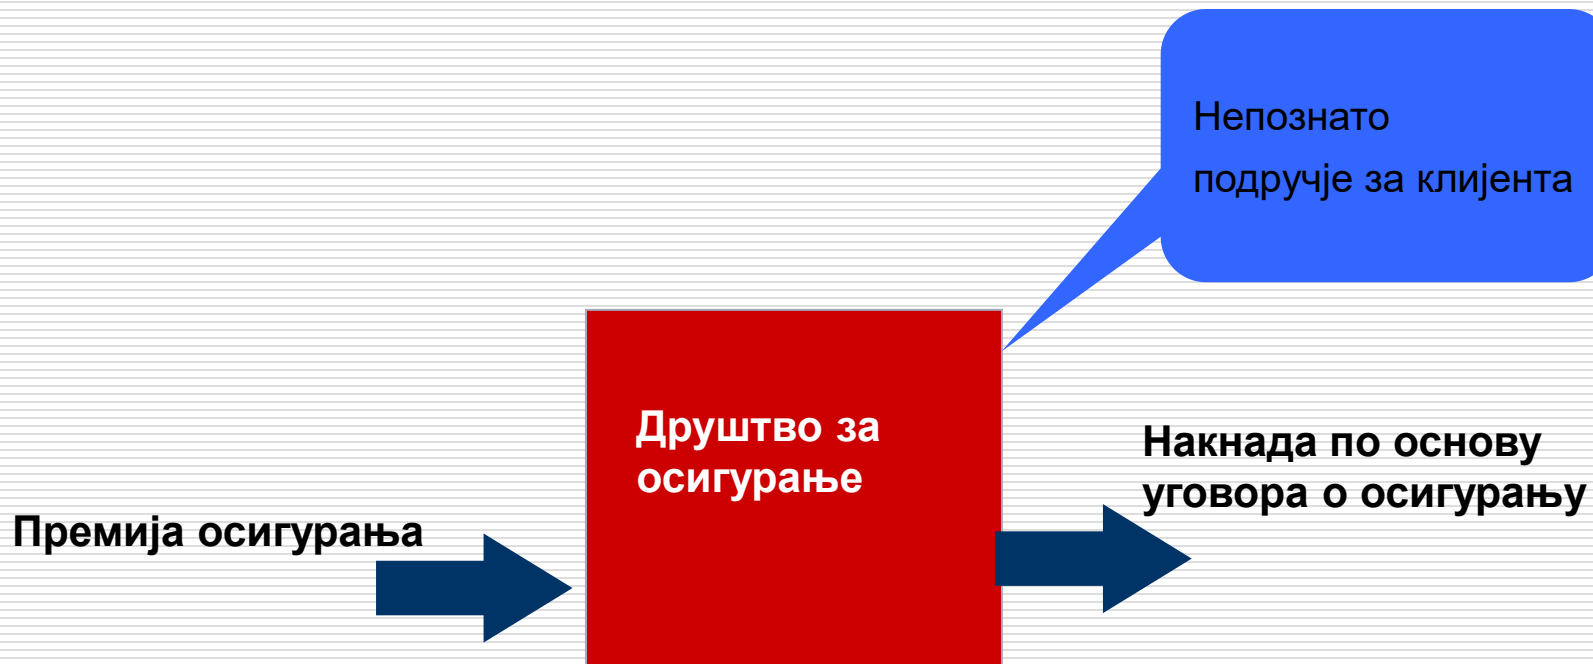 Непознато
подручје за клијента
Друштво за
осигурање
Накнада по основу
уговора о осигурању
Премија осигурања